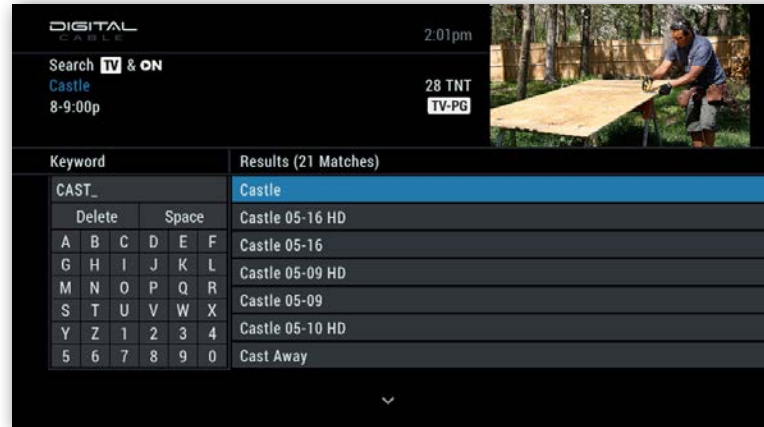 DIGITAL
CABLE
2:01pm
Search TV & ON
Castle
28 TNT
8-9:00p
TV-PG
Keyword
Results (21 Matches)
CAST_
Delete Space
A B C D E F
G H I J K L
M N O P Q R
S T U V W X
Y Z 1 2 3 4
5 6 7 8 9 0
Castle
Castle 05-16 HD
Castle 05-16
Castle 05-09 HD
Castle 05-09
Castle 05-10 HD
Cast Away